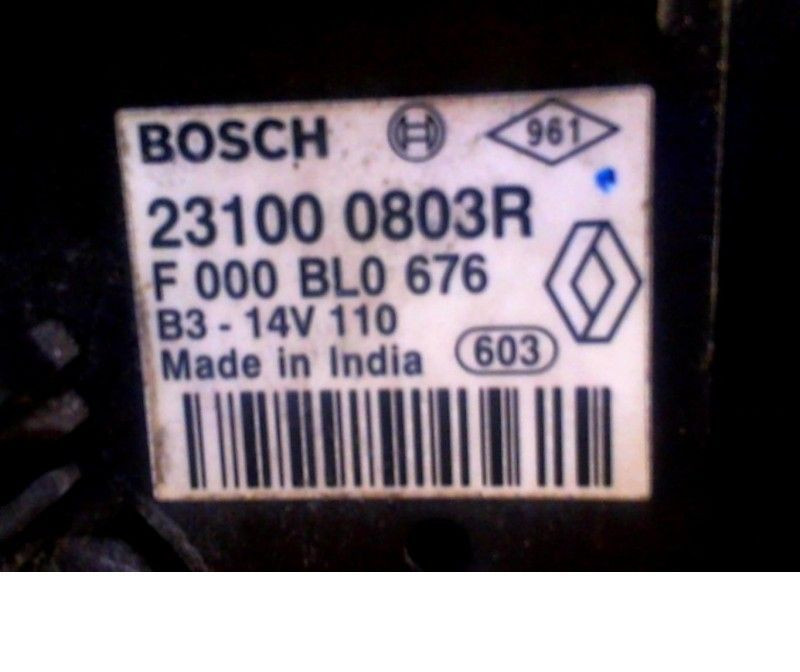 BOSCH 961
23100 0803R
F 000 BL0 676
B3 - 14V 110
Made in India 603